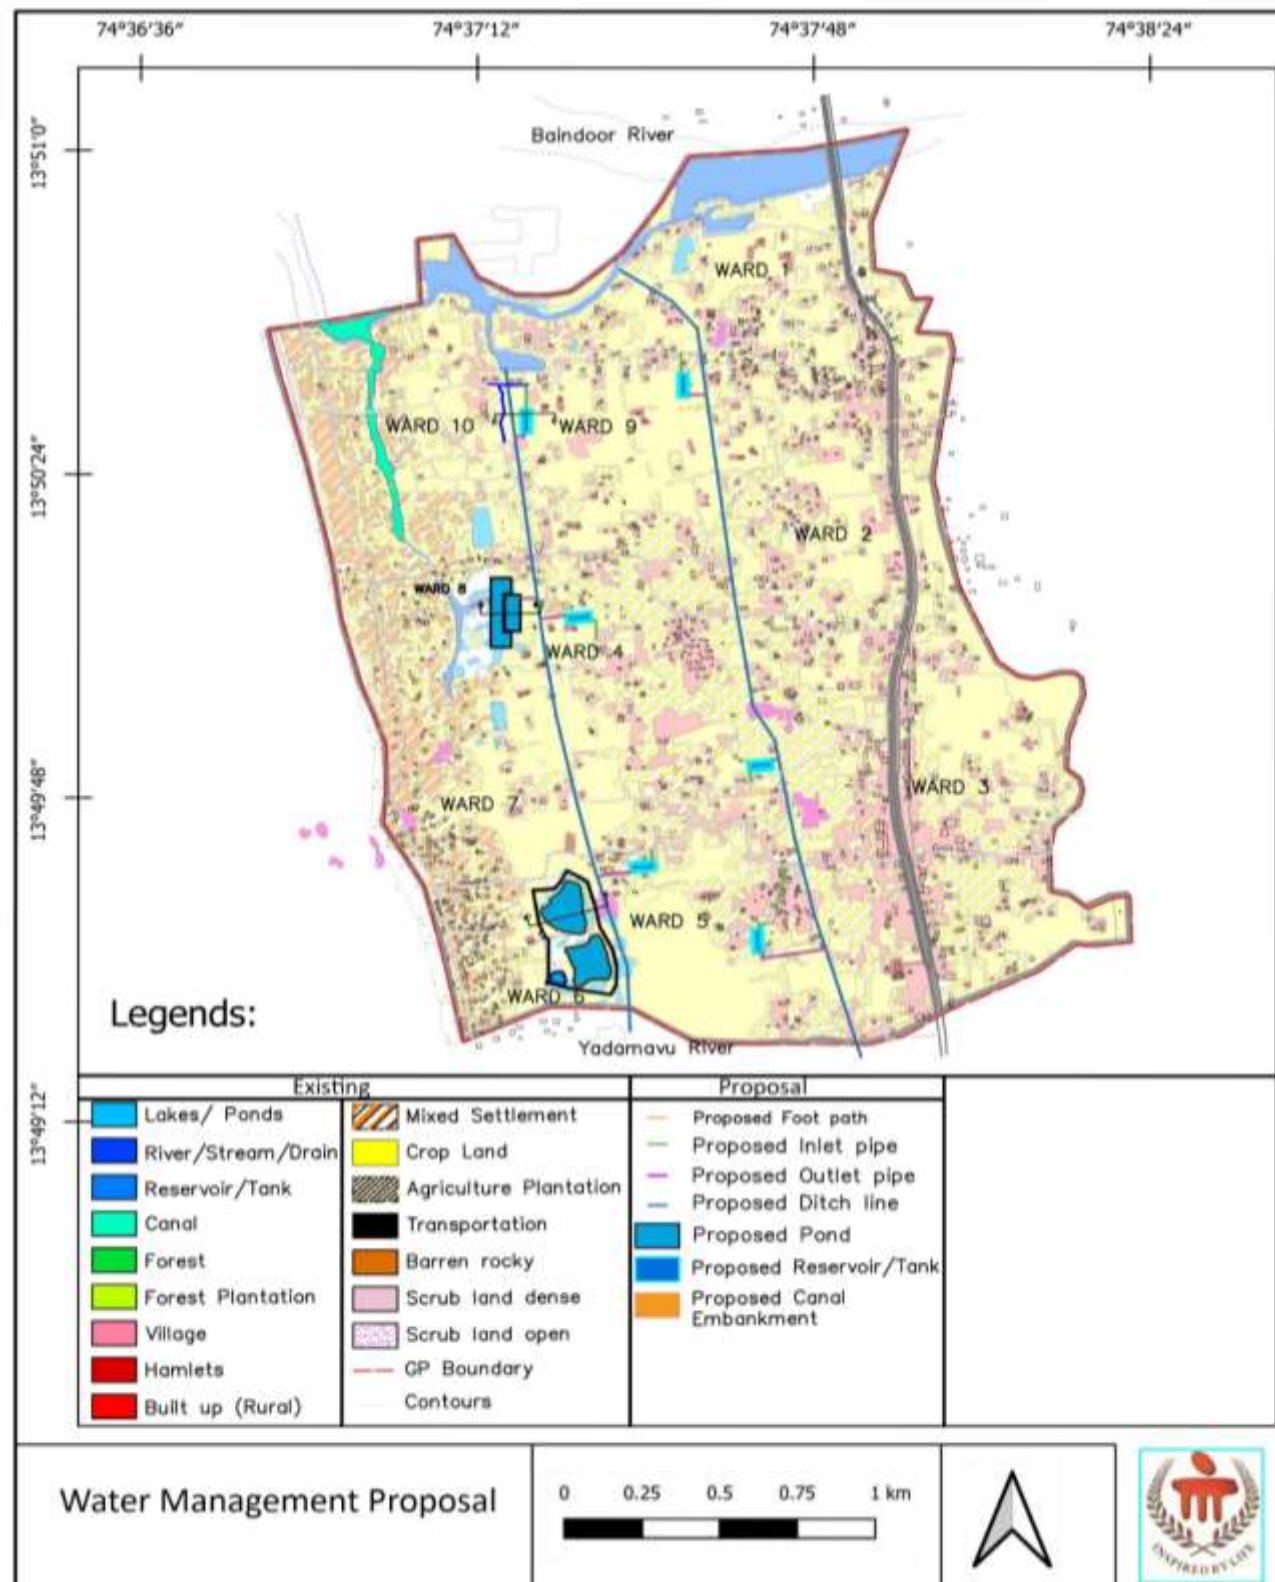 74°36'36" 74°37'12" 74°37'48" 74°38'24"
13°51'0"
13°50'24"
13°49'48"
13°49'12"
Baindoor River
WARD 1
WARD 10
WARD 9
WARD 2
WARD 8
WARD 4
WARD 3
WARD 7
WARD 5
WARD 6
Yadamavu River
Legends:
Existing
Lakes/ Ponds
River/Stream/Drain
Reservoir/Tank
Canal
Forest
Forest Plantation
Village
Hamlets
Built up (Rural)
Mixed Settlement
Crop Land
Agriculture Plantation
Transportation
Barren rocky
Scrub land dense
Scrub land open
GP Boundary
Contours
Proposal
Proposed Foot path
Proposed Inlet pipe
Proposed Outlet pipe
Proposed Ditch line
Proposed Pond
Proposed Reservoir/Tank
Proposed Canal
Embankment
Water Management Proposal
0 0.25 0.5 0.75 1 km
INSPIRED BY LIFE